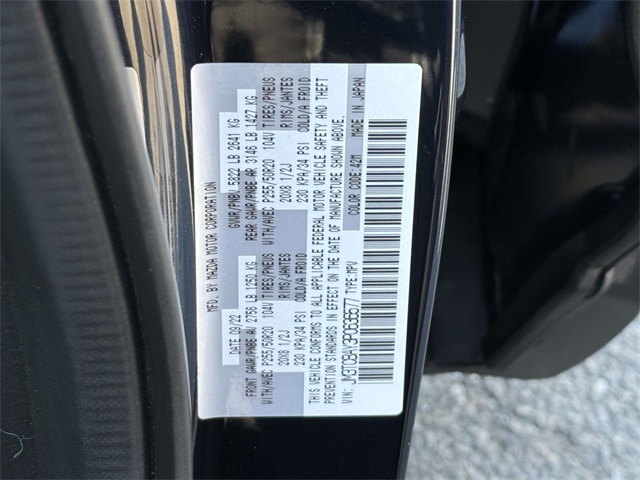 MFD. BY MAZDA MOTOR CORPORATION
DATE 09/22 GVWR/PNBV 5822 LB 2641 KG
FRONT GAWR/PNBE AV 2756 LB 1250 KG REAR GAWR/PNBE AR 3146 LB 1427 KG
WITH/AVEC P255/50R20 104V TIRES/PNEUS WITH/AVEC P255/50R20 104V TIRES/PNEUS
20X8 1/2J RIMS/JANTES 20X8 1/2J RIMS/JANTES
230 KPA/34 PSI COLD/A FROID 230 KPA/34 PSI COLD/A FROID
THIS VEHICLE CONFORMS TO ALL APPLICABLE FEDERAL MOTOR VEHICLE SAFETY AND THEFT
PREVENTION STANDARDS IN EFFECT ON THE DATE OF MANUFACTURE SHOWN ABOVE.
VIN: JM3TCBAY3P0636577 TYPE:MPV COLOR CODE:42M MADE IN JAPAN